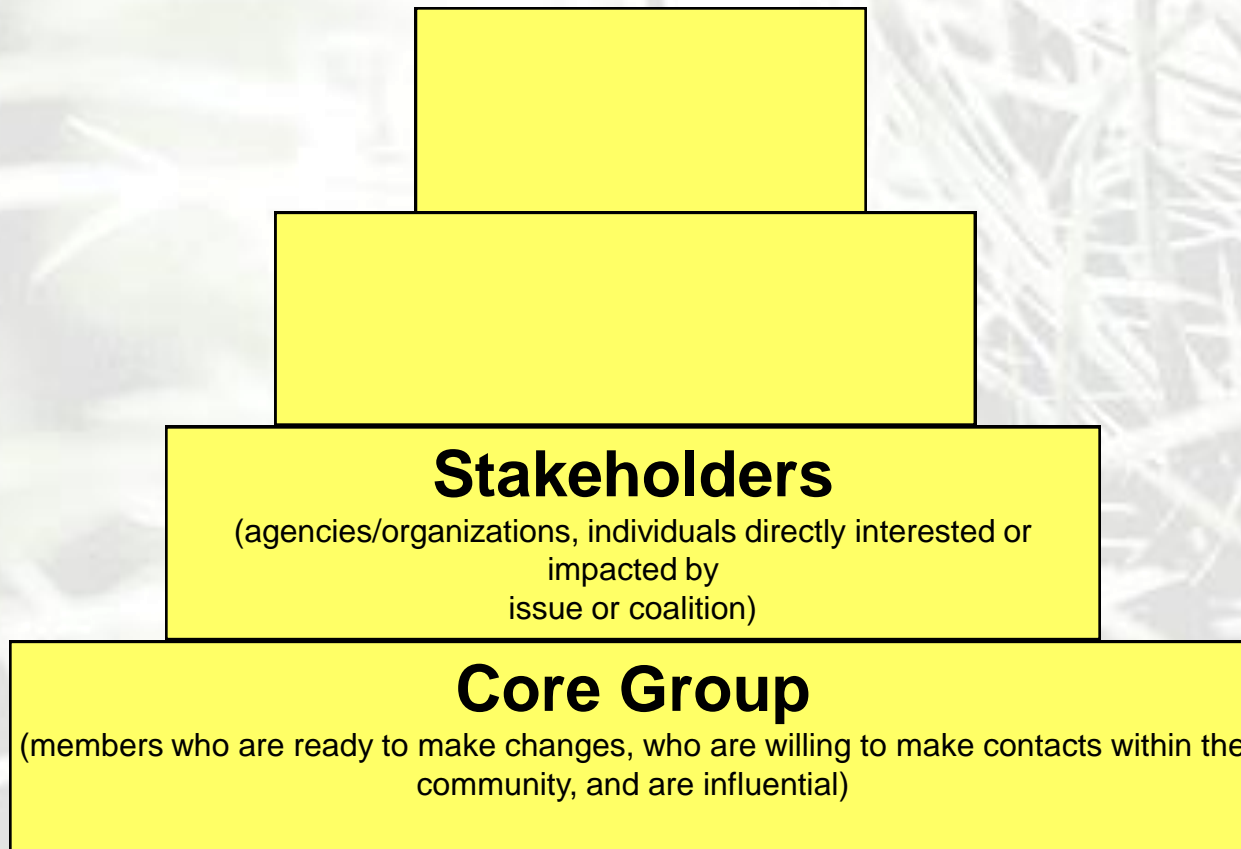 Stakeholders
(agencies/organizations, individuals directly interested or
impacted by
issue or coalition)
Core Group
(members who are ready to make changes, who are willing to make contacts within the
community, and are influential)